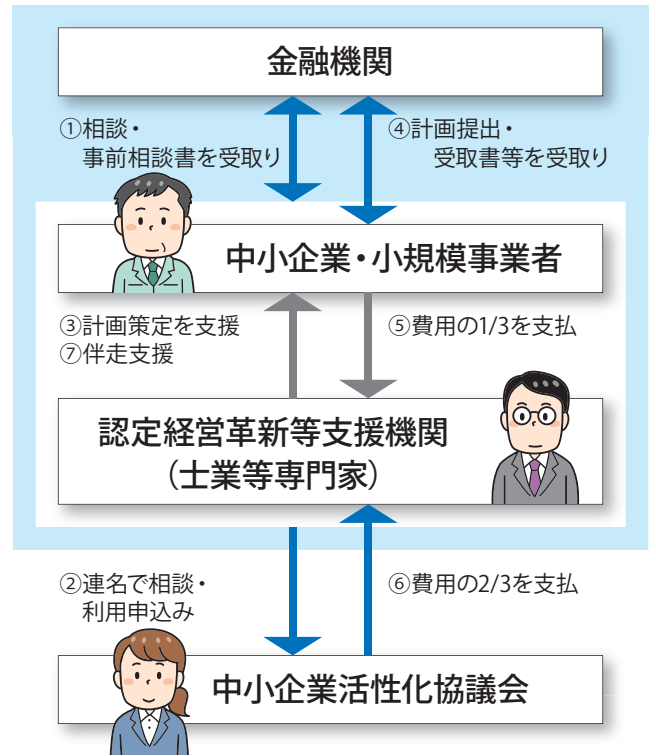 金融機関
①相談・
事前相談書を受取り
④計画提出・
受取書等を受取り
中小企業・小規模事業者
③計画策定を支援
⑦伴走支援
⑤費用の1/3を支払
認定経営革新等支援機関
（士業等専門家）
②連名で相談・
利用申込み
⑥費用の2/3を支払
中小企業活性化協議会